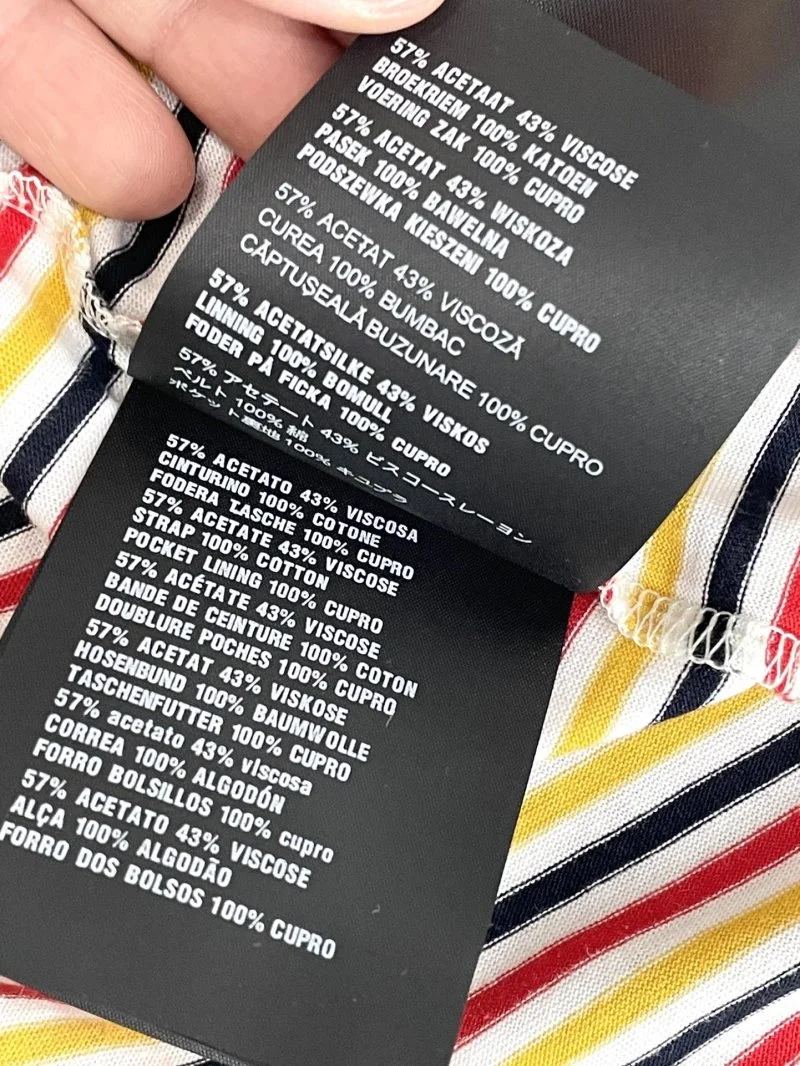 57% ACETAAT 43% VISCOSE
BROEKRIEM 100% KATOEN
VOERING ZAK 100% CUPRO
57% ACETAT 43% WISKOZA
PASEK 100% BAWELNA
PODSZEWKA KIESZENI 100% CUPRO
57% ACETAT 43% VISCOZĂ
CUREA 100% BUMBAC
CĂPTUȘEALĂ BUZUNARE 100% CUPRO
57% ACETATSILKE 43% VISKOS
LINNING 100% BOMULL
FODER PÅ FICKA 100% CUPRO
57% アセテート 43% ビスコースレーヨン
ベルト 100% 綿
ポケット裏地 100% キュプラ
57% ACETATO 43% VISCOSA
CINTURINO 100% COTONE
FODERA TASCHE 100% CUPRO
57% ACETATE 43% VISCOSE
STRAP 100% COTTON
POCKET LINING 100% CUPRO
57% ACÉTATE 43% VISCOSE
BANDE DE CEINTURE 100% COTON
DOUBLURE POCHES 100% CUPRO
57% ACETAT 43% VISKOSE
HOSENBUND 100% BAUMWOLLE
TASCHENFUTTER 100% CUPRO
57% acetato 43% viscosa
CORREA 100% ALGODÓN
FORRO BOLSILLOS 100% cupro
57% ACETATO 43% VISCOSE
ALÇA 100% ALGODÃO
FORRO DOS BOLSOS 100% CUPRO